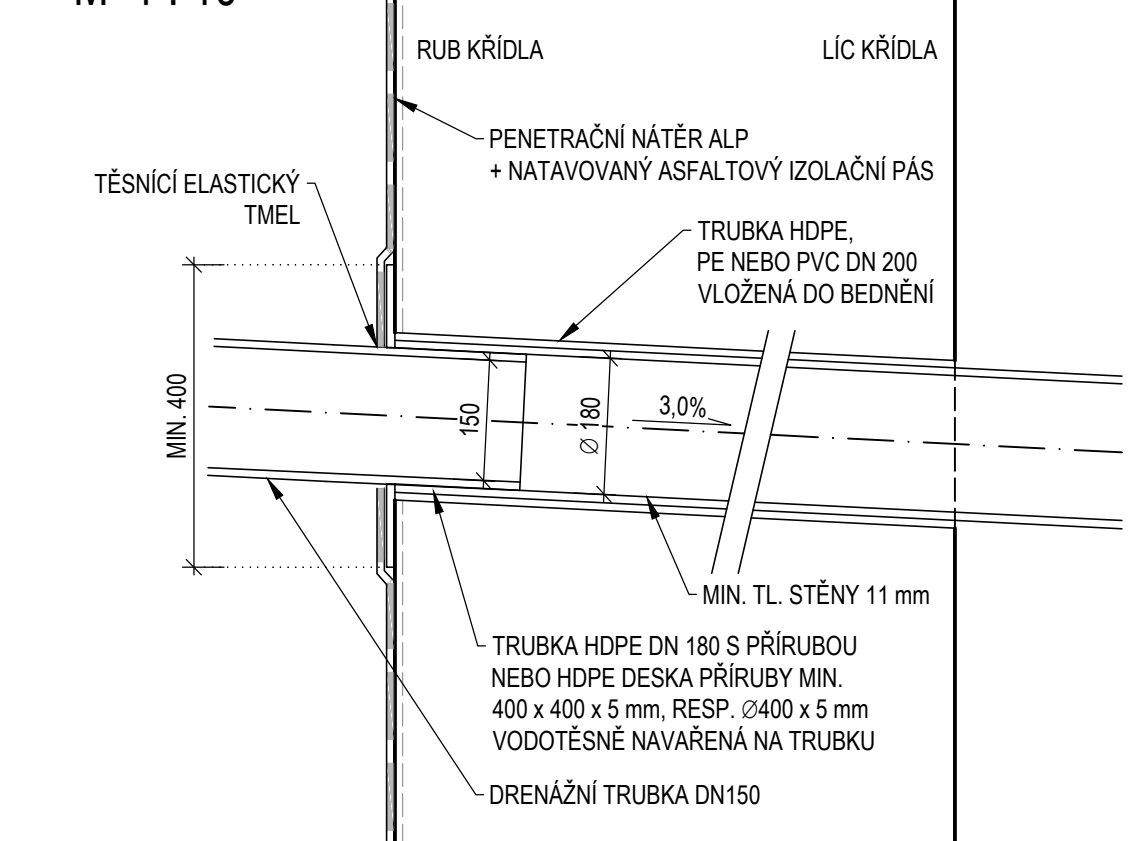 RUB KŘÍDLA
LÍC KŘÍDLA
PENETRAČNÍ NÁTĚR ALP
+ NATAVOVANÝ ASFALTOVÝ IZOLAČNÍ PÁS
TĚSNÍCÍ ELASTICKÝ
TMEL
TRUBKA HDPE,
PE NEBO PVC DN 200
VLOŽENÁ DO BEDNĚNÍ
MIN. 400
150
Ø 180
3,0%
MIN. TL. STĚNY 11 mm
TRUBKA HDPE DN 180 S PŘÍRUBOU
NEBO HDPE DESKA PŘÍRUBY MIN.
400 x 400 x 5 mm, RESP. Ø400 x 5 mm
VODOTĚSNĚ NAVAŘENÁ NA TRUBKU
DRENÁŽNÍ TRUBKA DN150